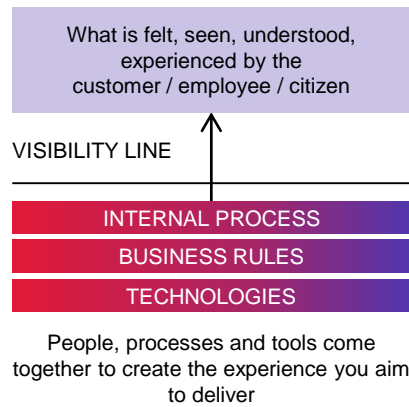 What is felt, seen, understood,
experienced by the
customer / employee / citizen
VISIBILITY LINE
INTERNAL PROCESS
BUSINESS RULES
TECHNOLOGIES
People, processes and tools come
together to create the experience you aim
to deliver